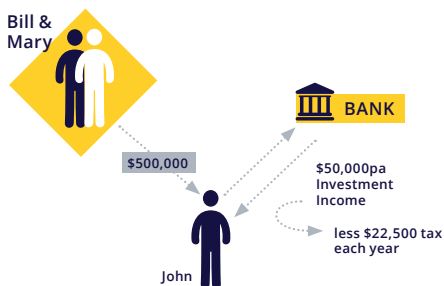 Bill &
Mary
BANK
$500,000
$50,000pa
Investment
Income
less $22,500 tax
each year
John